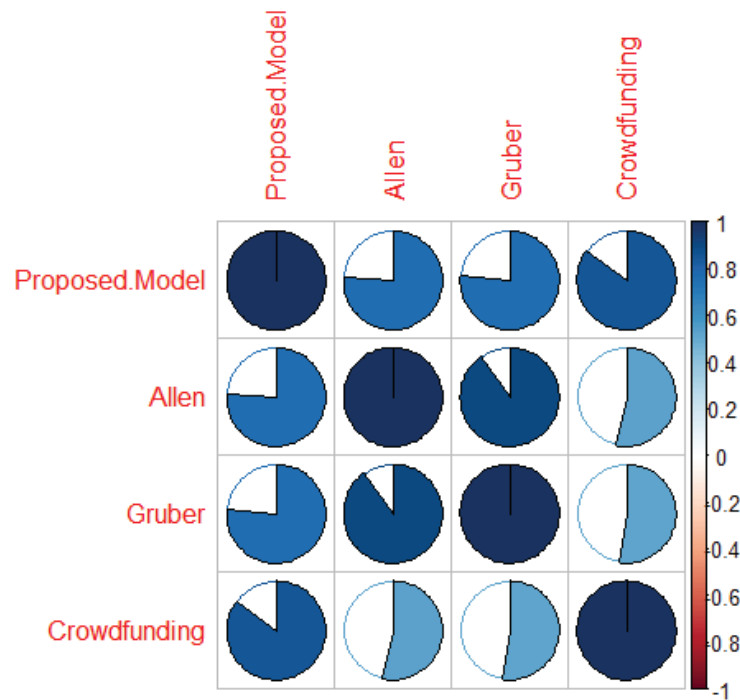 Proposed.Model
Allen
Gruber
Crowdfunding
Proposed.Model
Allen
Gruber
Crowdfunding
1
0.8
0.6
0.4
0.2
0
-0.2
-0.4
-0.6
-0.8
-1